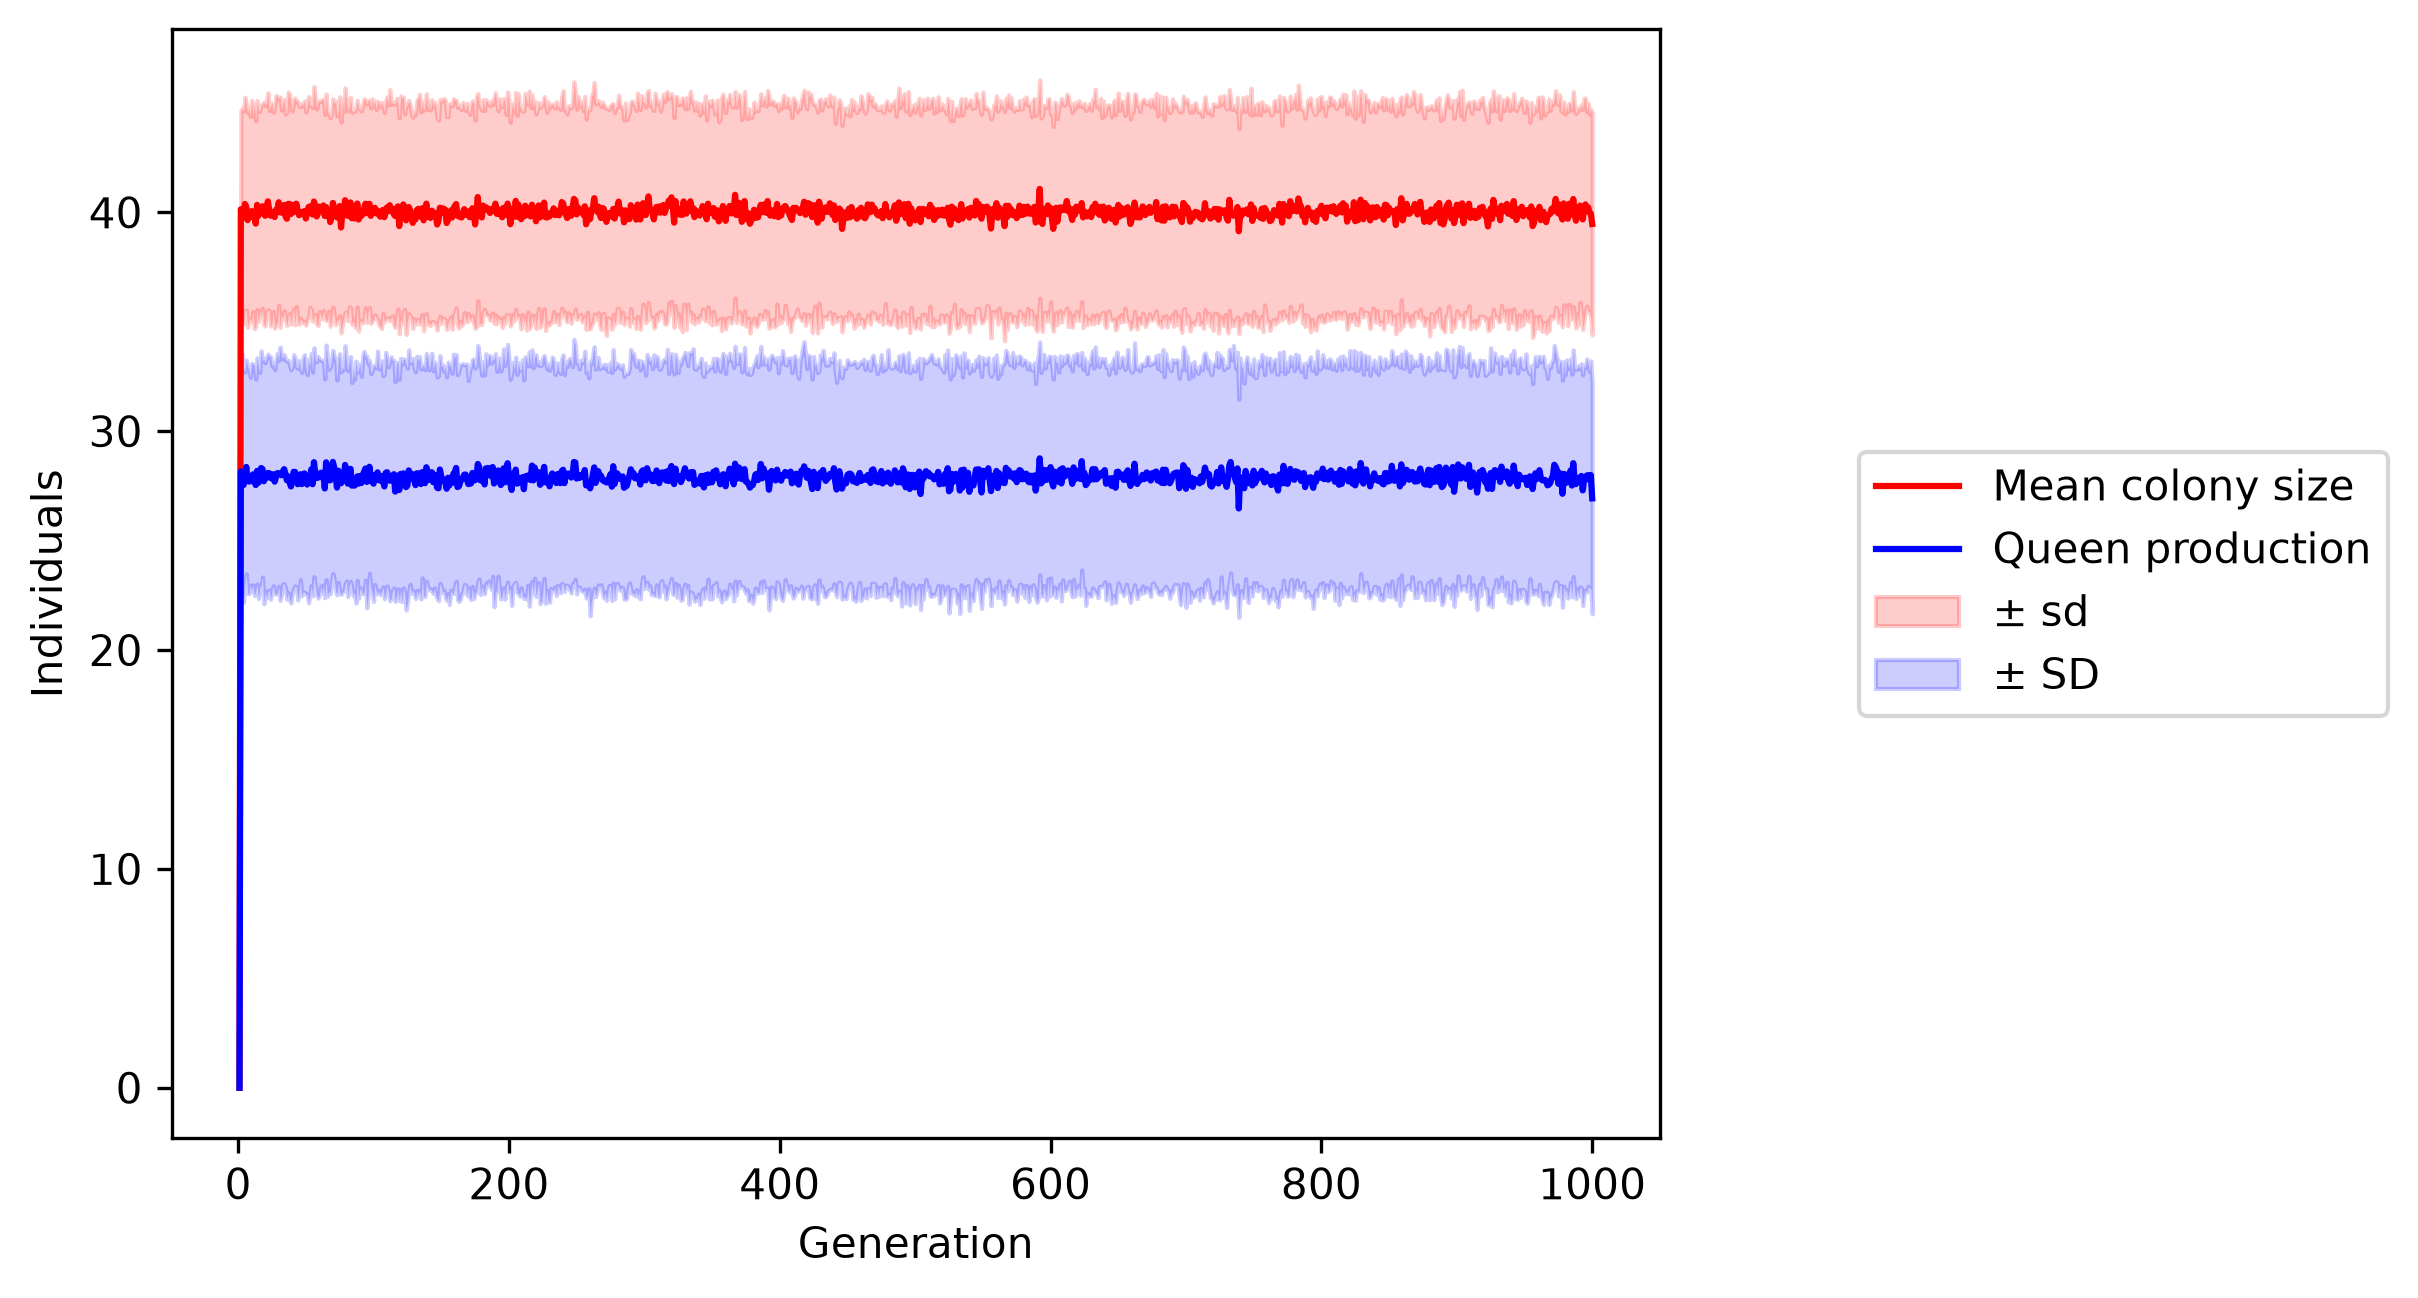 40
30
20
10
0
Individuals
0 200 400 600 800 1000
Generation
Mean colony size
Queen production
± sd
± SD